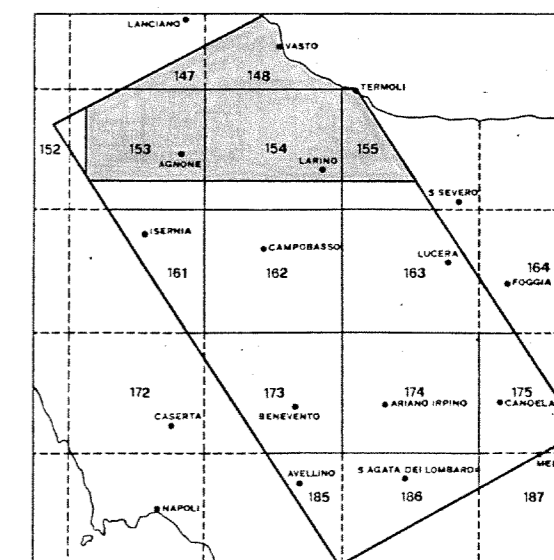 LANCIANO
VASTO
147 148
TERMOLI
152 153 154 155
AGNONE LARINO
S SEVERO
ISERNIA
CAMPOBASSO LUCERA
161 162 163 164
FOGGIA
172 173 174 175
CASERTA BENEVENTO ARIANO IRPINO CANDELA
AVELLINO S AGATA DEI LOMBARDI
185 186 187
NAPOLI